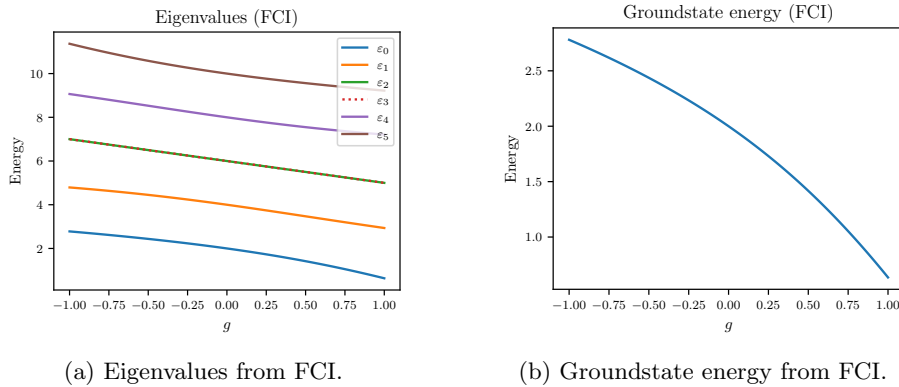 Eigenvalues (FCI)
10
8
6
4
2
Energy
ε0
ε1
ε2
ε3
ε4
ε5
−1.00 −0.75 −0.50 −0.25 0.00 0.25 0.50 0.75 1.00
g
(a) Eigenvalues from FCI.
Groundstate energy (FCI)
2.5
2.0
1.5
1.0
Energy
−1.00 −0.75 −0.50 −0.25 0.00 0.25 0.50 0.75 1.00
g
(b) Groundstate energy from FCI.